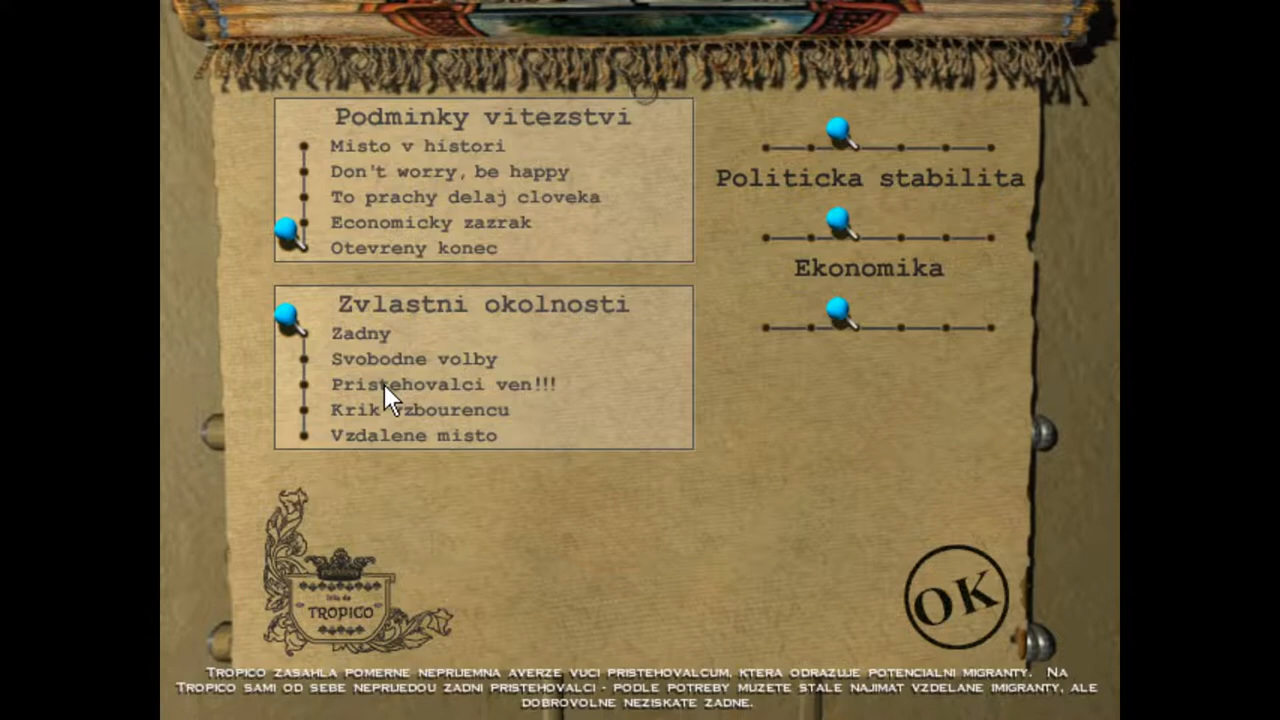 Podminky vitezstvi
Misto v histori
Don't worry, be happy
To prachy delaj cloveka
Economicky zazrak
Otevreny konec
Zvlastni okolnosti
Zadny
Svobodne volby
Pristehovalci ven!!!
Krik vzbourencu
Vzdalene misto
Politicka stabilita
Ekonomika
isla de
TROPICO
OK
Tropico zasahla pomerne neprijemna averze vuci pristehovalcum, ktera odrazuje potencialni migranty. Na
Tropico sami od sebe neprijedou zadni pristehovalci - podle potreby muzete stale najimat vzdelane imigranty, ale
dobrovolne neziskate zadne.